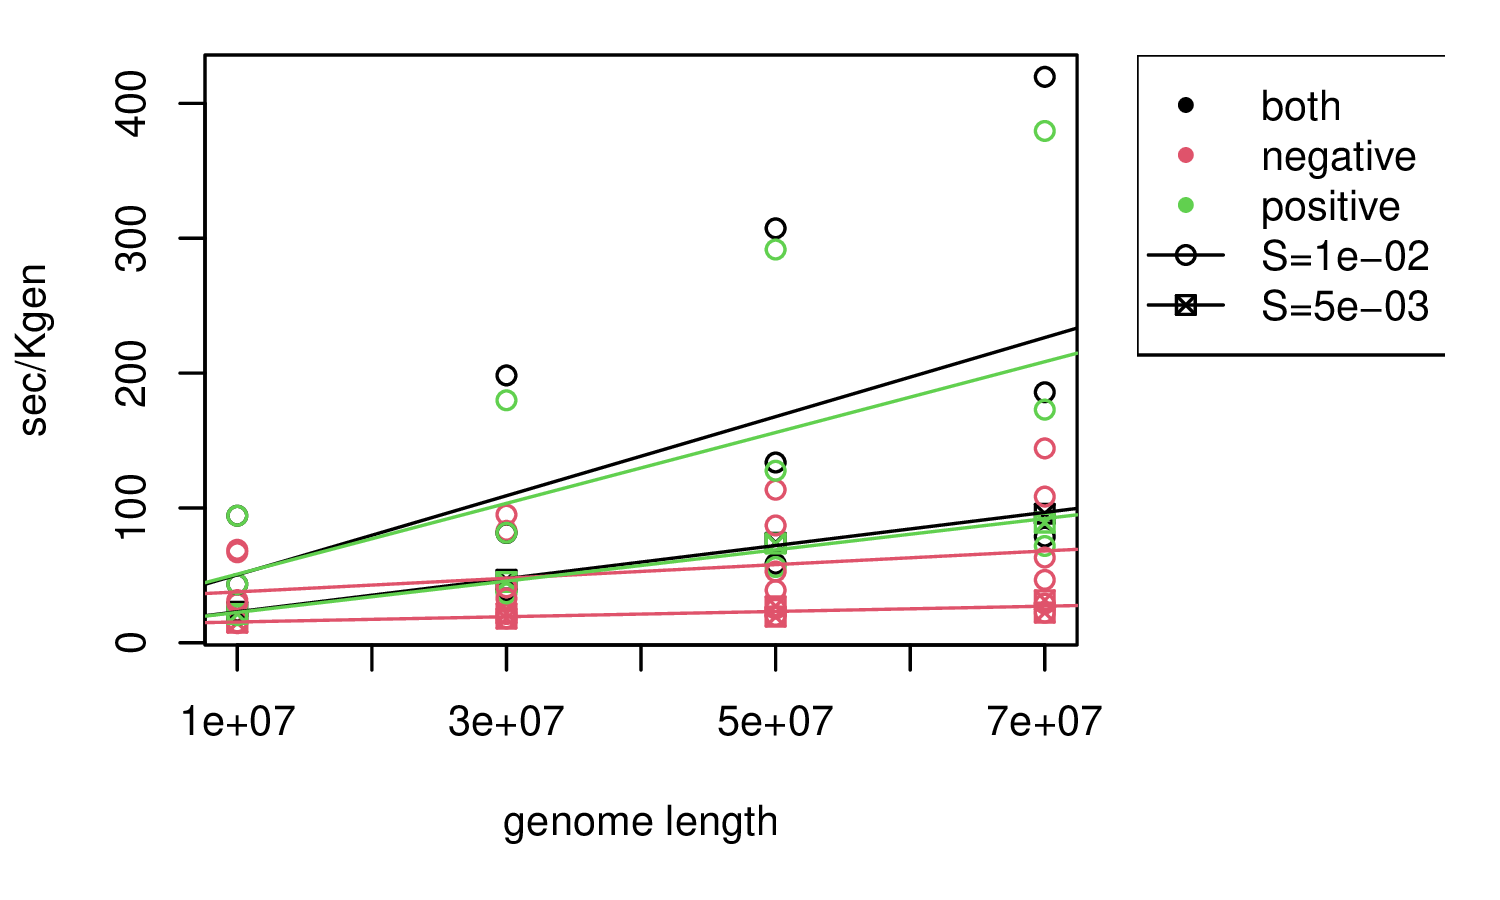 400
300
200
100
0
sec/Kgen
1e+07 3e+07 5e+07 7e+07
genome length
both
negative
positive
S=1e−02
S=5e−03